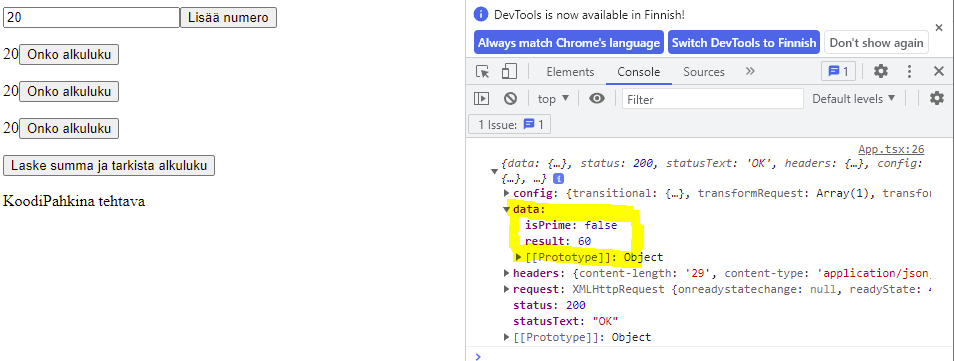 20 Lisää numero
20 Onko alkuluku
20 Onko alkuluku
20 Onko alkuluku
Laske summa ja tarkista alkuluku
KoodiPahkina tehtava
DevTools is now available in Finnish!
Always match Chrome's language Switch DevTools to Finnish Don't show again
Elements Console Sources 1
top Filter Default levels
1 Issue: 1
App.tsx:26
{data: {…}, status: 200, statusText: 'OK', headers: {…}, config:
{…}, …}
config: {transitional: {…}, transformRequest: Array(1), transfor
data:
isPrime: false
result: 60
[[Prototype]]: Object
headers: {content-length: '29', content-type: 'application/json,
request: XMLHttpRequest {onreadystatechange: null, readyState: 4
status: 200
statusText: "OK"
[[Prototype]]: Object